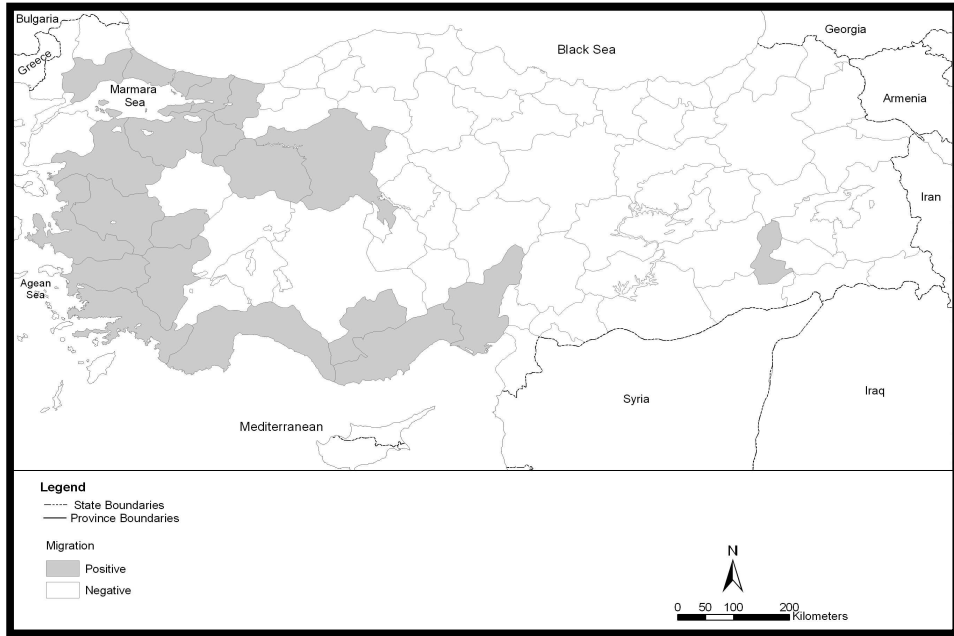 Bulgaria
Greece
Marmara
Sea
Black Sea
Georgia
Armenia
Iran
Agean
Sea
Mediterranean
Syria
Iraq
Legend
State Boundaries
Province Boundaries
Migration
Positive
Negative
N
0 50 100 200
Kilometers